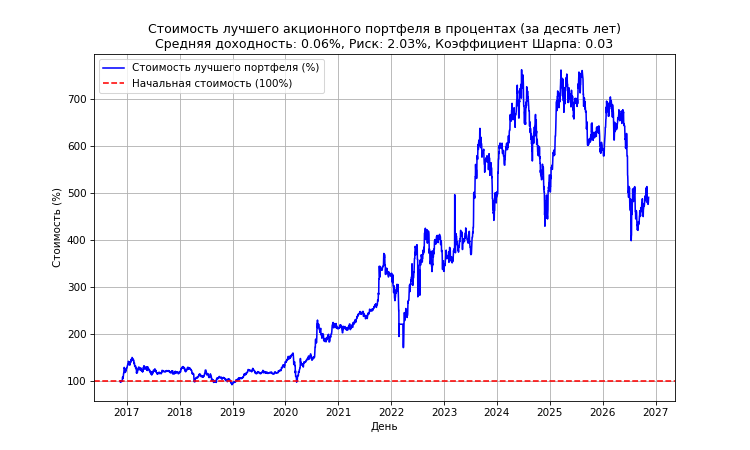 Стоимость лучшего акционного портфеля в процентах (за десять лет)
Средняя доходность: 0.06%, Риск: 2.03%, Коэффициент Шарпа: 0.03
Стоимость лучшего портфеля (%)
Начальная стоимость (100%)
Стоимость (%)
700
600
500
400
300
200
100
2017 2018 2019 2020 2021 2022 2023 2024 2025 2026 2027
День